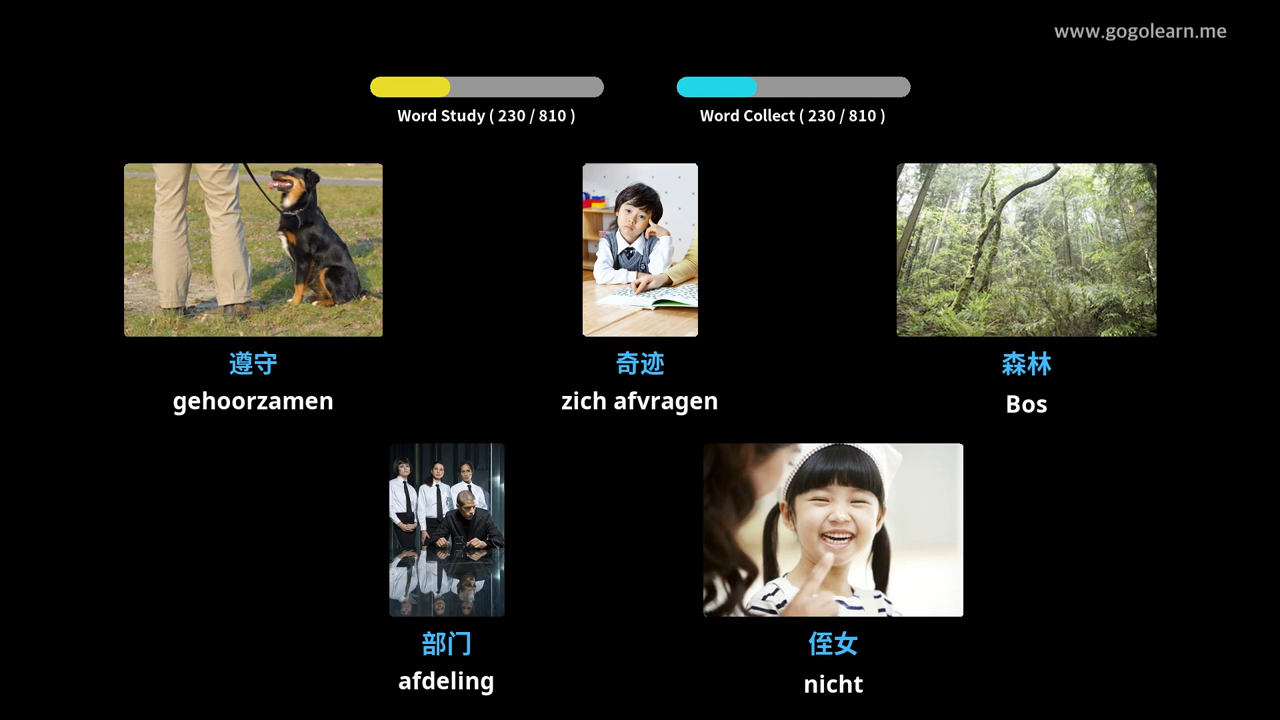 www.gogolearn.me
Word Study ( 230 / 810 )
Word Collect ( 230 / 810 )
遵守
gehoorzamen
奇迹
zich afvragen
森林
Bos
部门
afdeling
侄女
nicht